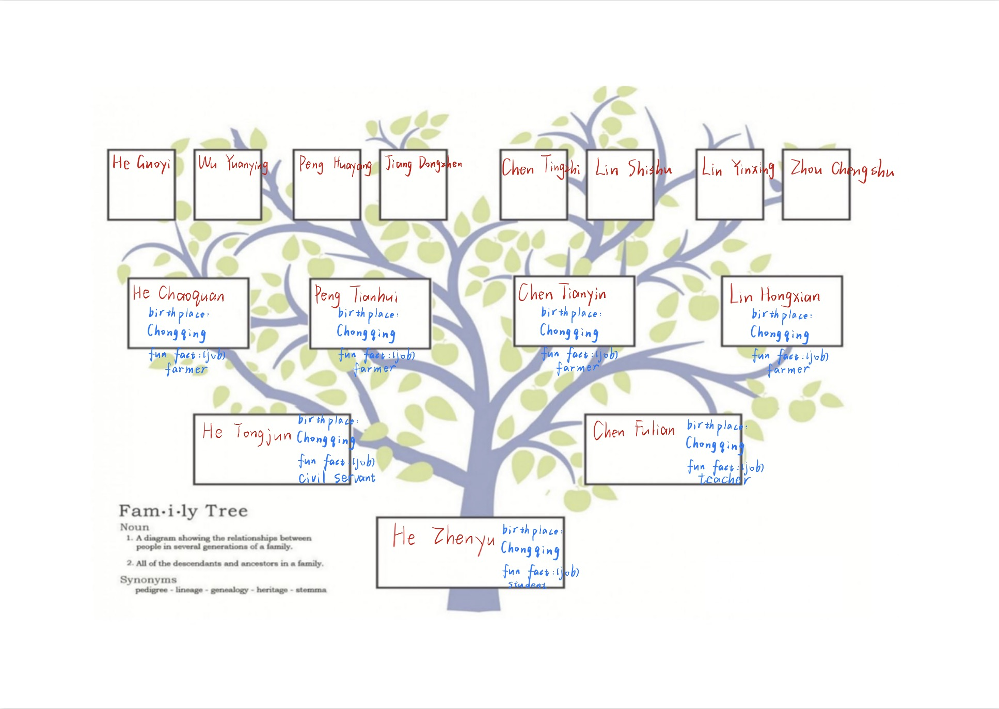 He Guoyi
Wu Yuanying
Peng Huayang
Jiang Dongzhen
Chen Tingzhi
Lin Shishu
Lin Yinxing
Zhou Chengshu
He Chaoquan
birthplace:
Chongqing
fun fact:(job)
farmer
Peng Tianhui
birthplace:
Chongqing
fun fact:(job)
farmer
Chen Tianyin
birthplace:
Chongqing
fun fact:(job)
farmer
Lin Hongxian
birthplace:
Chongqing
fun fact:(job)
farmer
He Tongjun
birthplace:
Chongqing
fun fact:(job)
civil servant
Chen Fulian
birthplace:
Chongqing
fun fact:(job)
teacher
He Zhenyu
birthplace:
Chongqing
fun fact:(job)
student
Fam·i·ly Tree
Noun
1. A diagram showing the relationships between
people in several generations of a family.
2. All of the descendants and ancestors in a family.
Synonyms
pedigree - lineage - genealogy - heritage - stemma